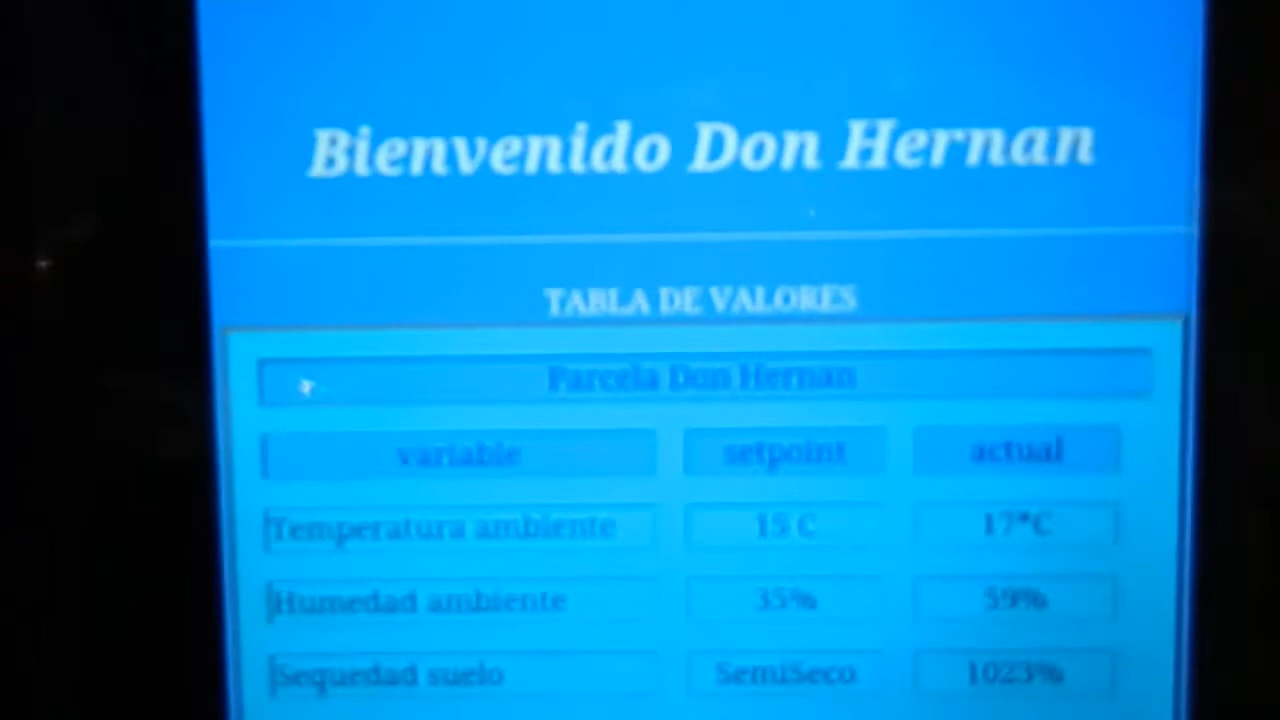 Bienvenido Don Hernan
TABLA DE VALORES
Parcela Don Hernan
variable setpoint actual
Temperatura ambiente 15 C 17°C
Humedad ambiente 35% 59%
Sequedad suelo SemiSeco 1023%